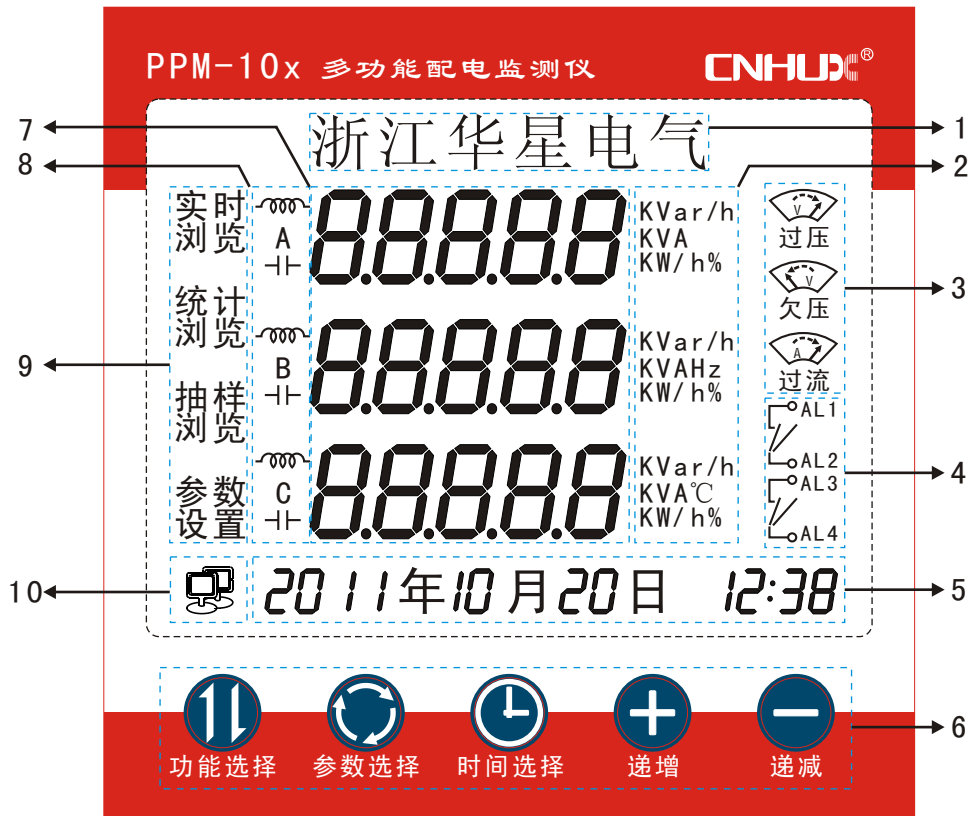 PPM-10x 多功能配电监测仪 CNHUX®
7
8
9
10
浙江华星电气
实时
浏览
统计
浏览
抽样
浏览
参数
设置
A
B
C
88888
88888
88888
KVar/h
KVA
KW/h%
KVar/h
KVAHz
KW/h%
KVar/h
KVA℃
KW/h%
V
过压
V
欠压
A
过流
AL1
AL2
AL3
AL4
1
2
3
4
5
6
2011年10月20日 12:38
功能选择 参数选择 时间选择 递增 递减